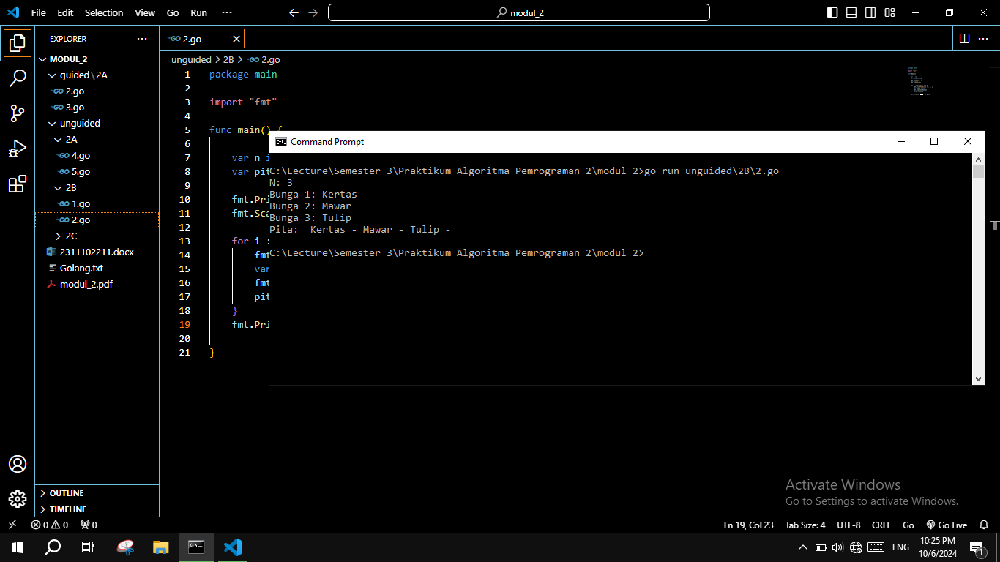 File Edit Selection View Go Run ··· modul_2
EXPLORER ···
MODUL_2
guided\2A
2.go
3.go
unguided
2A
4.go
5.go
2B
1.go
2.go
2C
2311102211.docx
Golang.txt
modul_2.pdf
OUTLINE
TIMELINE
GO 2.go
unguided > 2B > GO 2.go
1 package main
2
3 import "fmt"
4
5 func main() {
6
7 var n i
8 var pit
9
10 fmt.Pri
11 fmt.Sca
12
13 for i :
14 fmt
15 var
16 fmt
17 pit
18 }
19 fmt.Pri
20
21 }
Command Prompt
C:\Lecture\Semester_3\Praktikum_Algoritma_Pemrograman_2\modul_2>go run unguided\2B\2.go
N: 3
Bunga 1: Kertas
Bunga 2: Mawar
Bunga 3: Tulip
Pita:  Kertas - Mawar - Tulip -
C:\Lecture\Semester_3\Praktikum_Algoritma_Pemrograman_2\modul_2>
Activate Windows
Go to Settings to activate Windows.
0 0 0 Ln 19, Col 23 Tab Size: 4 UTF-8 CRLF Go Go Live
ENG 10:25 PM
10/6/2024
1